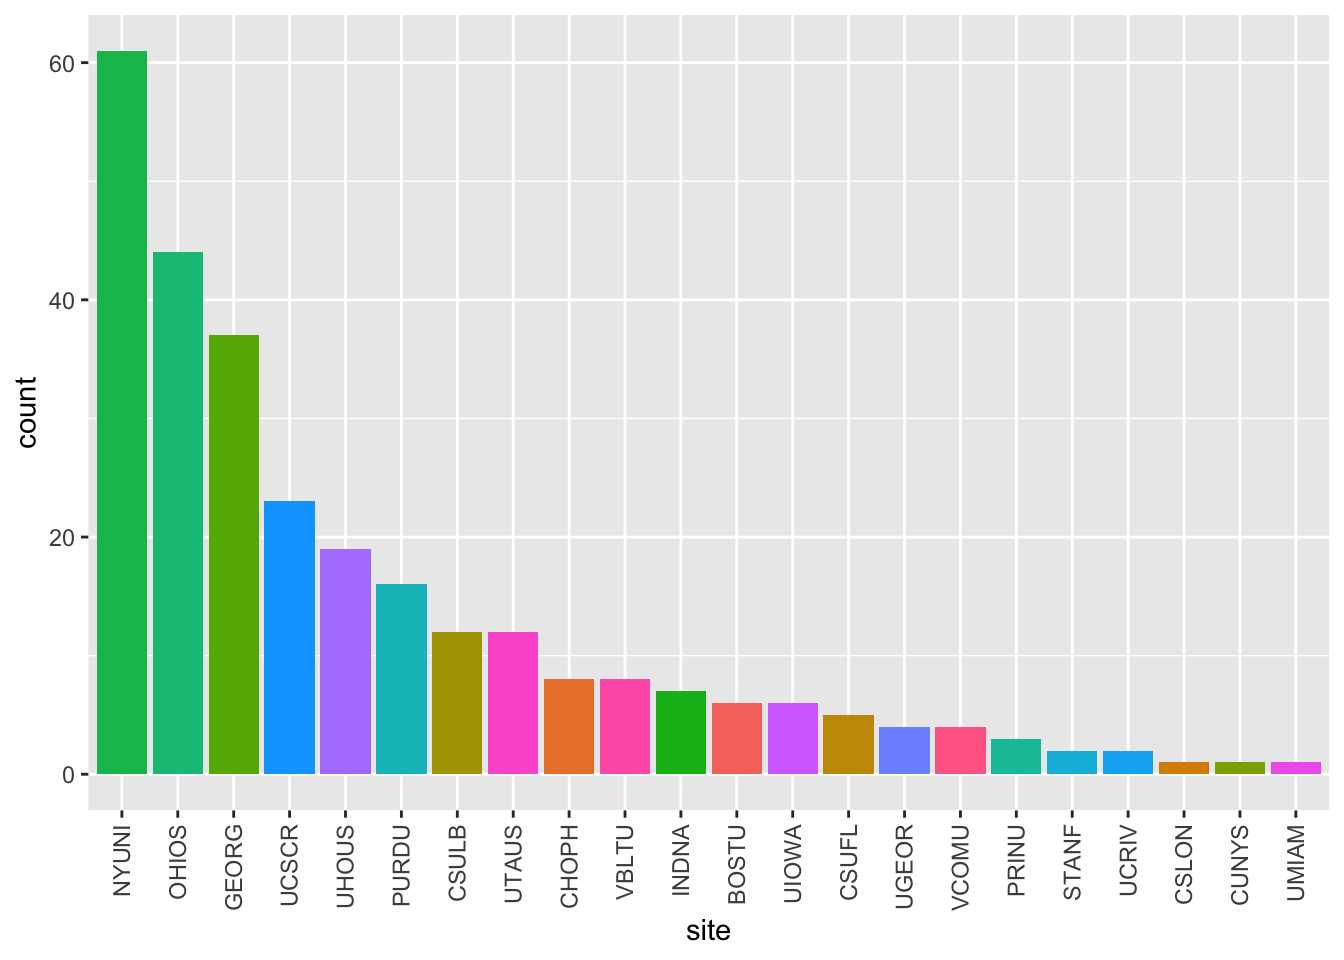 60
40
20
0
count
NYUNI
OHIOS
GEORG
UCSCR
UHOUS
PURDU
CSULB
UTAUS
CHOPH
VBLTU
INDNA
BOSTU
UIOWA
CSUFL
UGEOR
VCOMU
PRINU
STANF
UCRIV
CSLON
CUNYS
UMIAM
site